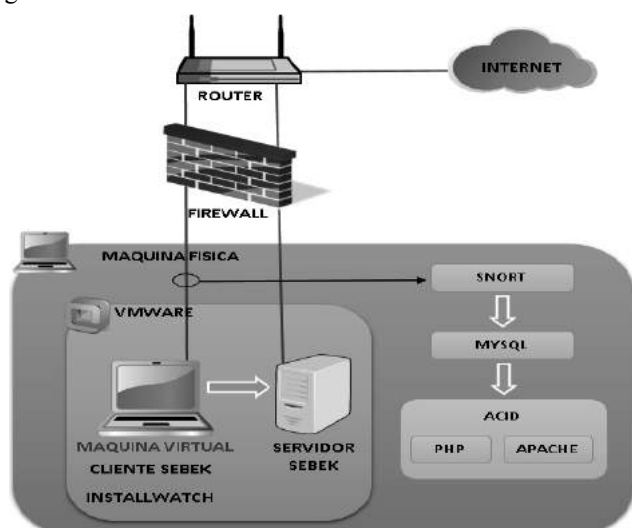 INTERNET
ROUTER
FIREWALL
MAQUINA FISICA
SNORT
VMWARE
MYSQL
ACID
MAQUINA VIRTUAL
SERVIDOR
SEBEK
PHP
APACHE
CLIENTE SEBEK
INSTALLWATCH